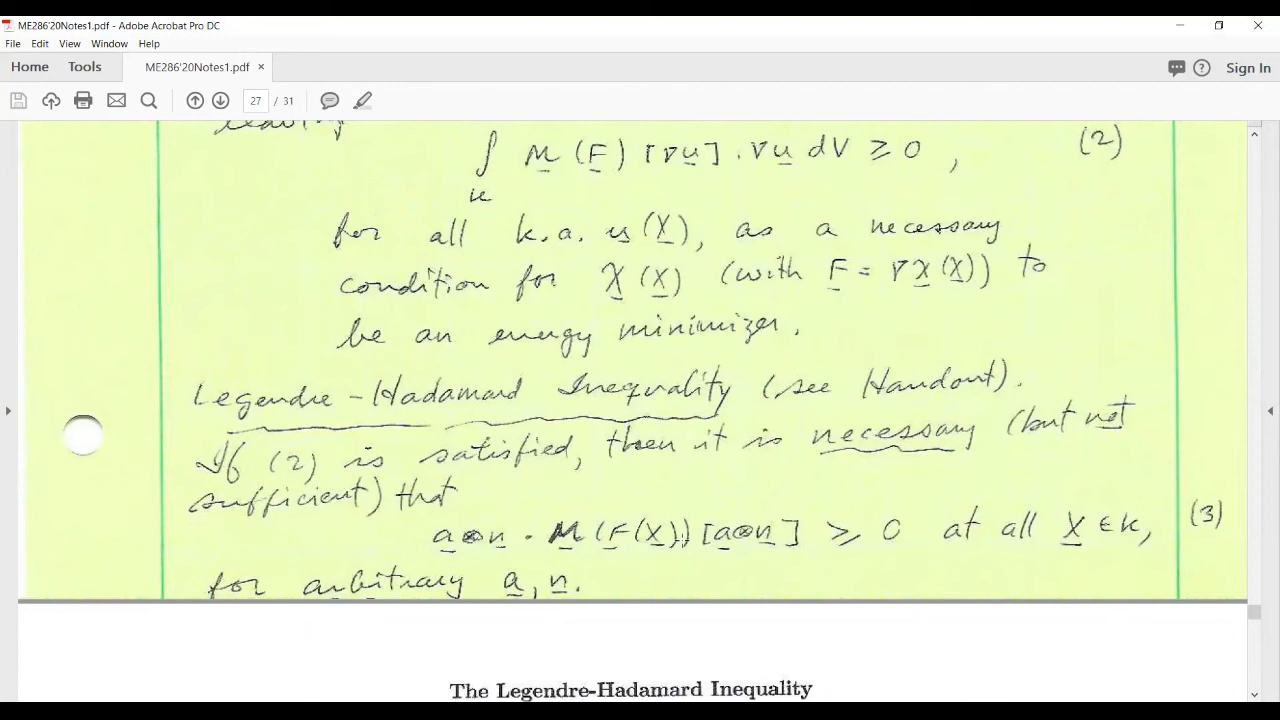 ME286'20Notes1.pdf - Adobe Acrobat Pro DC
File Edit View Window Help
Home Tools ME286'20Notes1.pdf × Sign In
27 / 31
∫κ M (F) [∇u] · ∇u dV ≥ 0 , (2)
for all k.a. u(X), as a necessary
condition for χ(X) (with F = ∇χ(X)) to
be an energy minimizer.
Legendre-Hadamard Inequality (see Handout).
If (2) is satisfied, then it is necessary (but not
sufficient) that
a⊗n · M (F(X)) [a⊗n] ≥ 0 at all X ∈ κ, (3)
for arbitrary a, n.
The Legendre-Hadamard Inequality